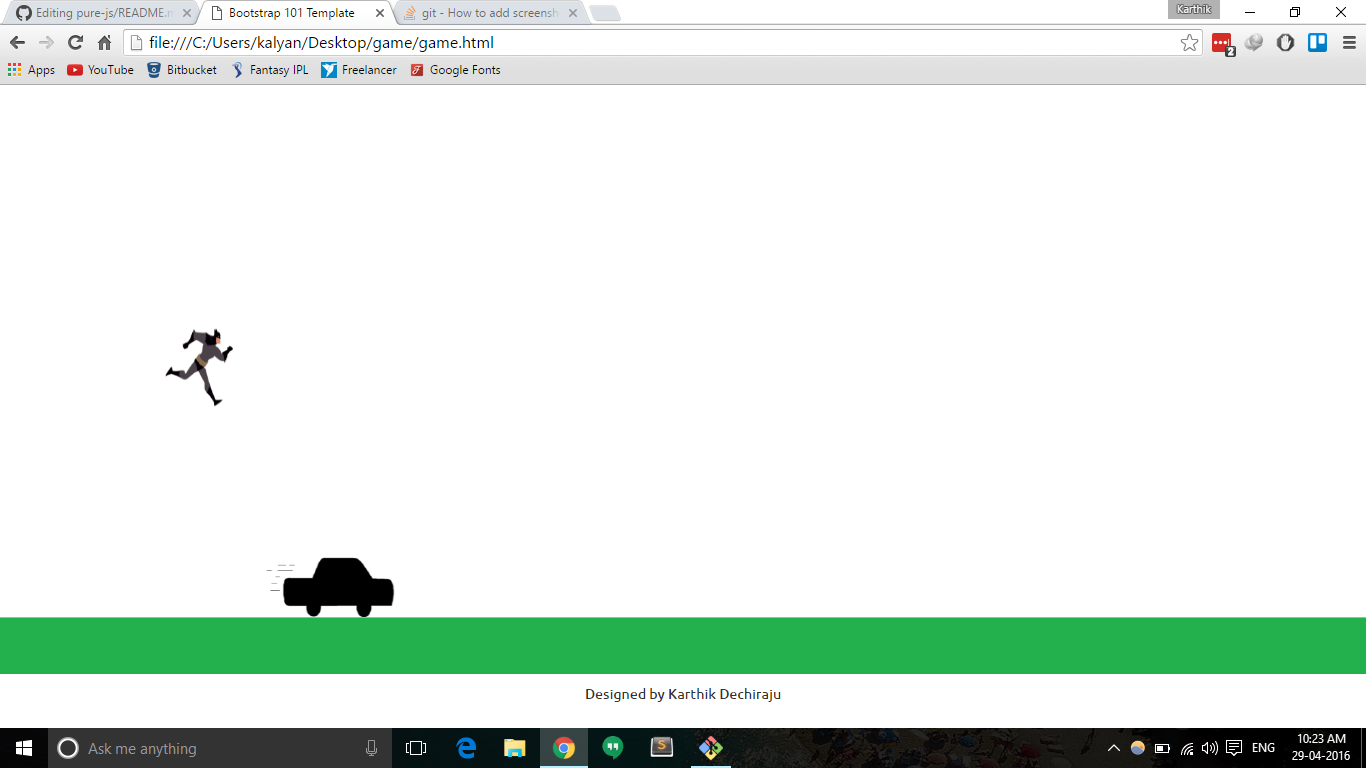 Editing pure-js/README.m
Bootstrap 101 Template
git - How to add screensh
Karthik
file:///C:/Users/kalyan/Desktop/game/game.html
2
Apps
YouTube
Bitbucket
Fantasy IPL
Freelancer
Google Fonts
Designed by Karthik Dechiraju
Ask me anything
ENG
10:23 AM
29-04-2016